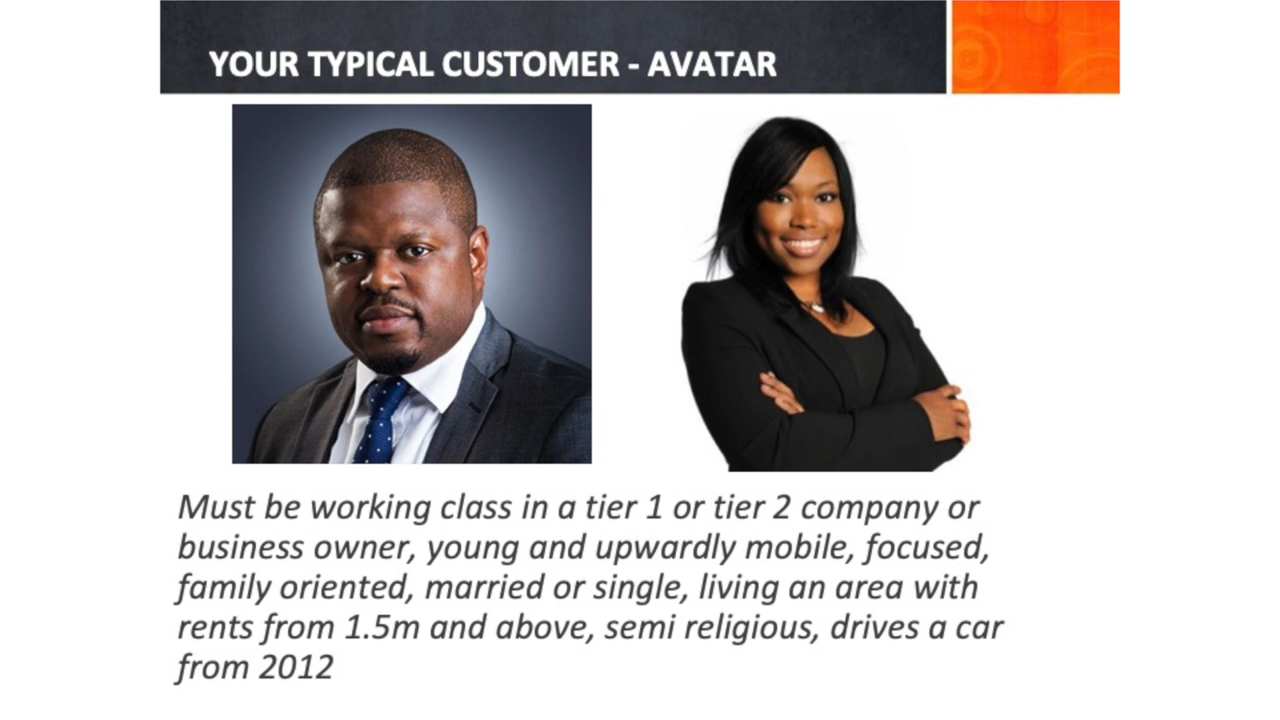 YOUR TYPICAL CUSTOMER - AVATAR
Must be working class in a tier 1 or tier 2 company or
business owner, young and upwardly mobile, focused,
family oriented, married or single, living an area with
rents from 1.5m and above, semi religious, drives a car
from 2012